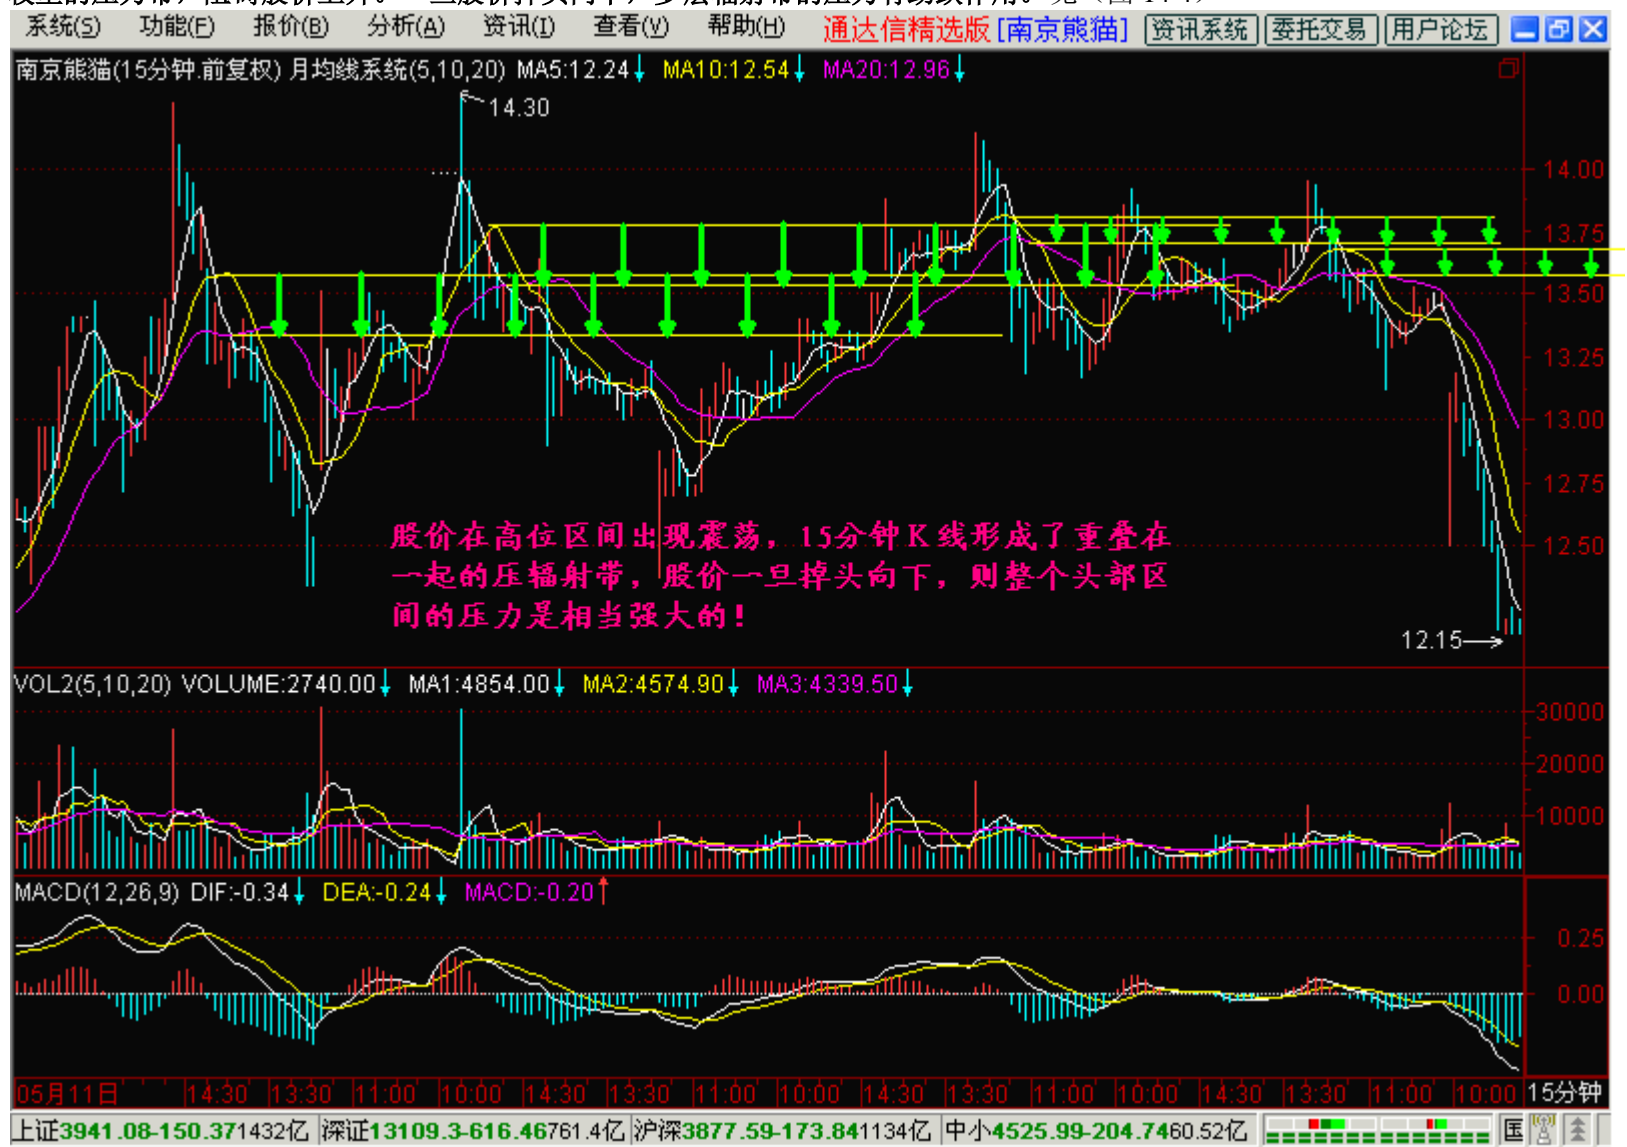 系统(S) 功能(F) 报价(B) 分析(A) 资讯(I) 查看(V) 帮助(H) 通达信精选版 [南京熊猫] 资讯系统 委托交易 用户论坛
南京熊猫(15分钟.前复权) 月均线系统(5,10,20) MA5:12.24↓ MA10:12.54↓ MA20:12.96↓
14.30
14.00
13.75
13.50
13.25
13.00
12.75
12.50
股价在高位区间出现震荡，15分钟K线形成了重叠在
一起的压辐射带，股价一旦掉头向下，则整个头部区
间的压力是相当强大的！
12.15
VOL2(5,10,20) VOLUME:2740.00↓ MA1:4854.00↓ MA2:4574.90↓ MA3:4339.50↓
30000
20000
10000
MACD(12,26,9) DIF:-0.34↓ DEA:-0.24↓ MACD:-0.20↑
0.25
0.00
05月11日 14:30 13:30 11:00 10:00 14:30 13:30 11:00 10:00 14:30 13:30 11:00 10:00 14:30 13:30 11:00 10:00 15分钟
上证3941.08-150.371432亿 深证13109.3-616.46761.4亿 沪深3877.59-173.841134亿 中小4525.99-204.7460.52亿